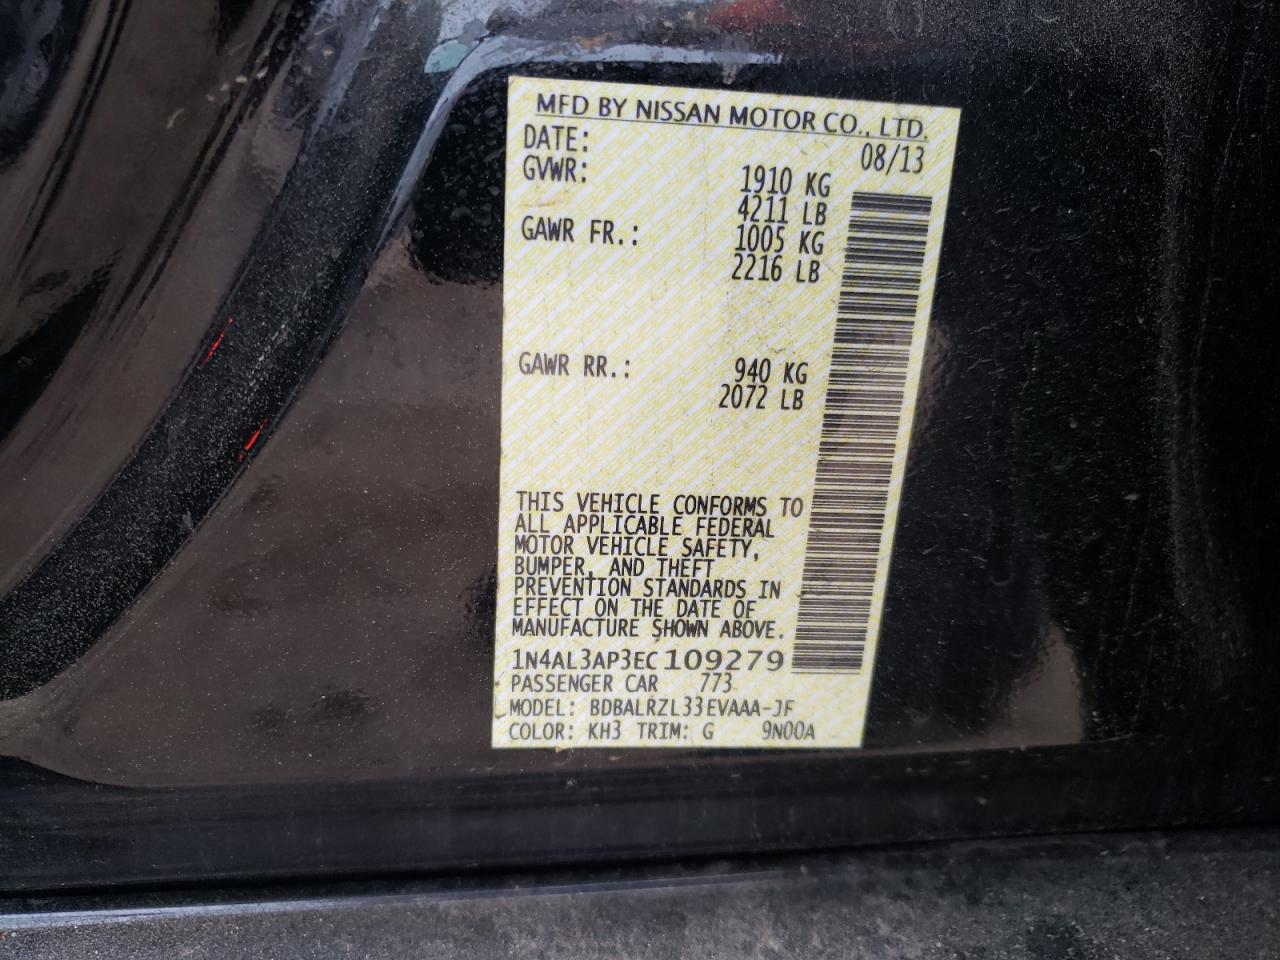 MFD BY NISSAN MOTOR CO., LTD.
DATE: 08/13
GVWR: 1910 KG
4211 LB
GAWR FR.: 1005 KG
2216 LB
GAWR RR.: 940 KG
2072 LB
THIS VEHICLE CONFORMS TO
ALL APPLICABLE FEDERAL
MOTOR VEHICLE SAFETY,
BUMPER, AND THEFT
PREVENTION STANDARDS IN
EFFECT ON THE DATE OF
MANUFACTURE SHOWN ABOVE.
1N4AL3AP3EC109279
PASSENGER CAR 773
MODEL: BDBALRZL33EVAAA-JF
COLOR: KH3 TRIM: G 9N00A